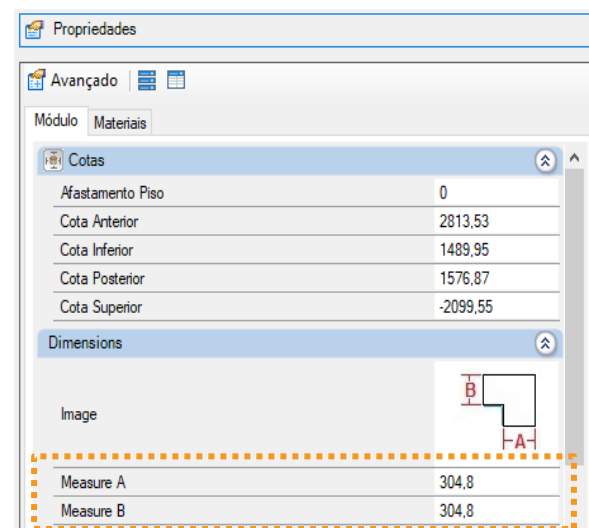 Propriedades
Avançado
Módulo Materiais
Cotas
Afastamento Piso 0
Cota Anterior 2813,53
Cota Inferior 1489,95
Cota Posterior 1576,87
Cota Superior -2099,55
Dimensions
B
Image
A
Measure A 304,8
Measure B 304,8